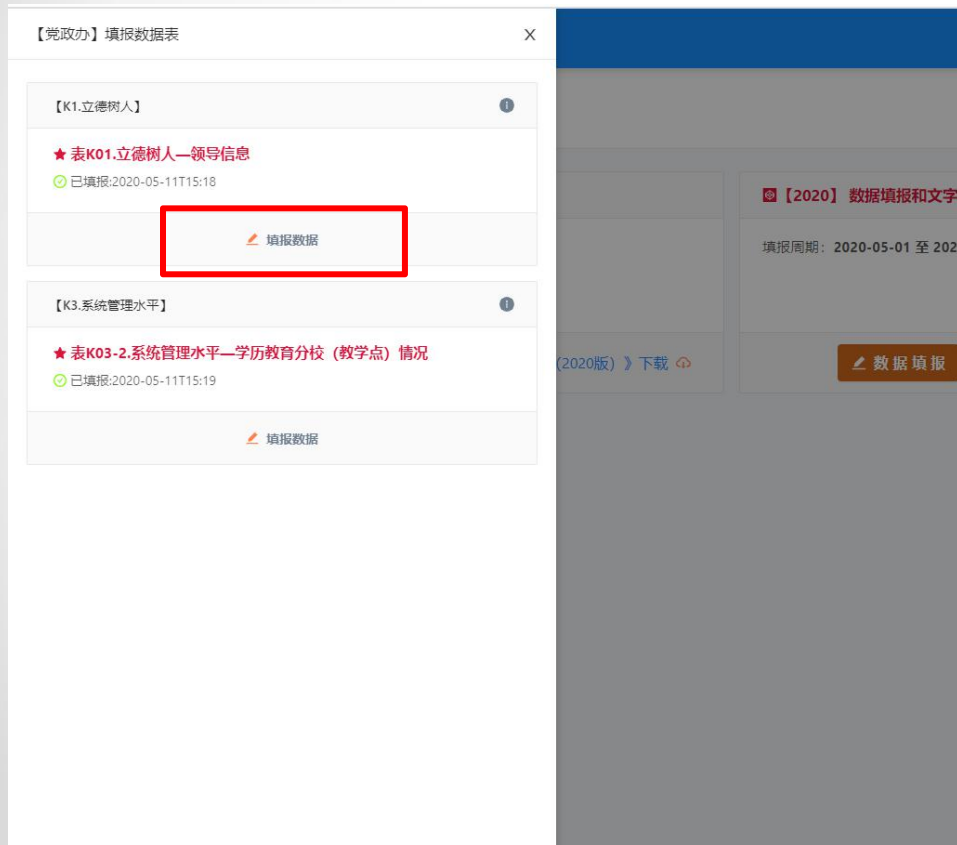 【党政办】填报数据表
X
【K1.立德树人】
★ 表K01.立德树人—领导信息
已填报:2020-05-11T15:18
填报数据
【K3.系统管理水平】
★ 表K03-2.系统管理水平—学历教育分校（教学点）情况
已填报:2020-05-11T15:19
填报数据
【2020】 数据填报和文字
填报周期：2020-05-01 至 202
(2020版) 》下载
数据填报